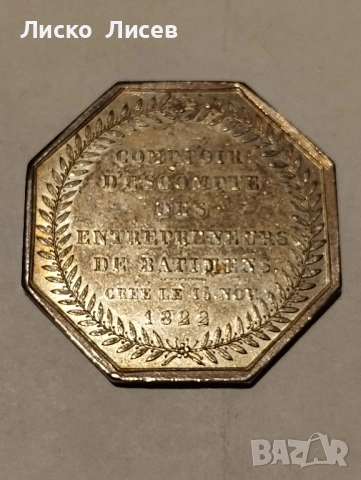 Лиско Лисев
COMPTOIR
D'ESCOMPTE
DES
ENTREPRENEURS
DE BATIMENS.
CRÉÉ LE 15 NOV.
1822
BAZAR